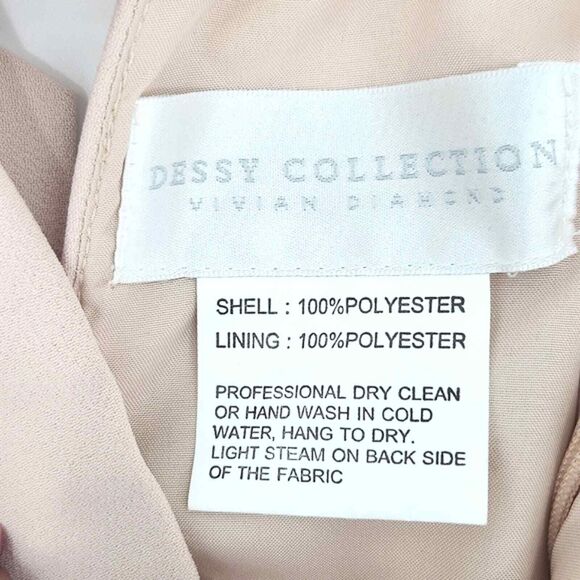 DESSY COLLECTION
VIVIAN DIAMOND
SHELL : 100%POLYESTER
LINING : 100%POLYESTER
PROFESSIONAL DRY CLEAN
OR HAND WASH IN COLD
WATER, HANG TO DRY.
LIGHT STEAM ON BACK SIDE
OF THE FABRIC